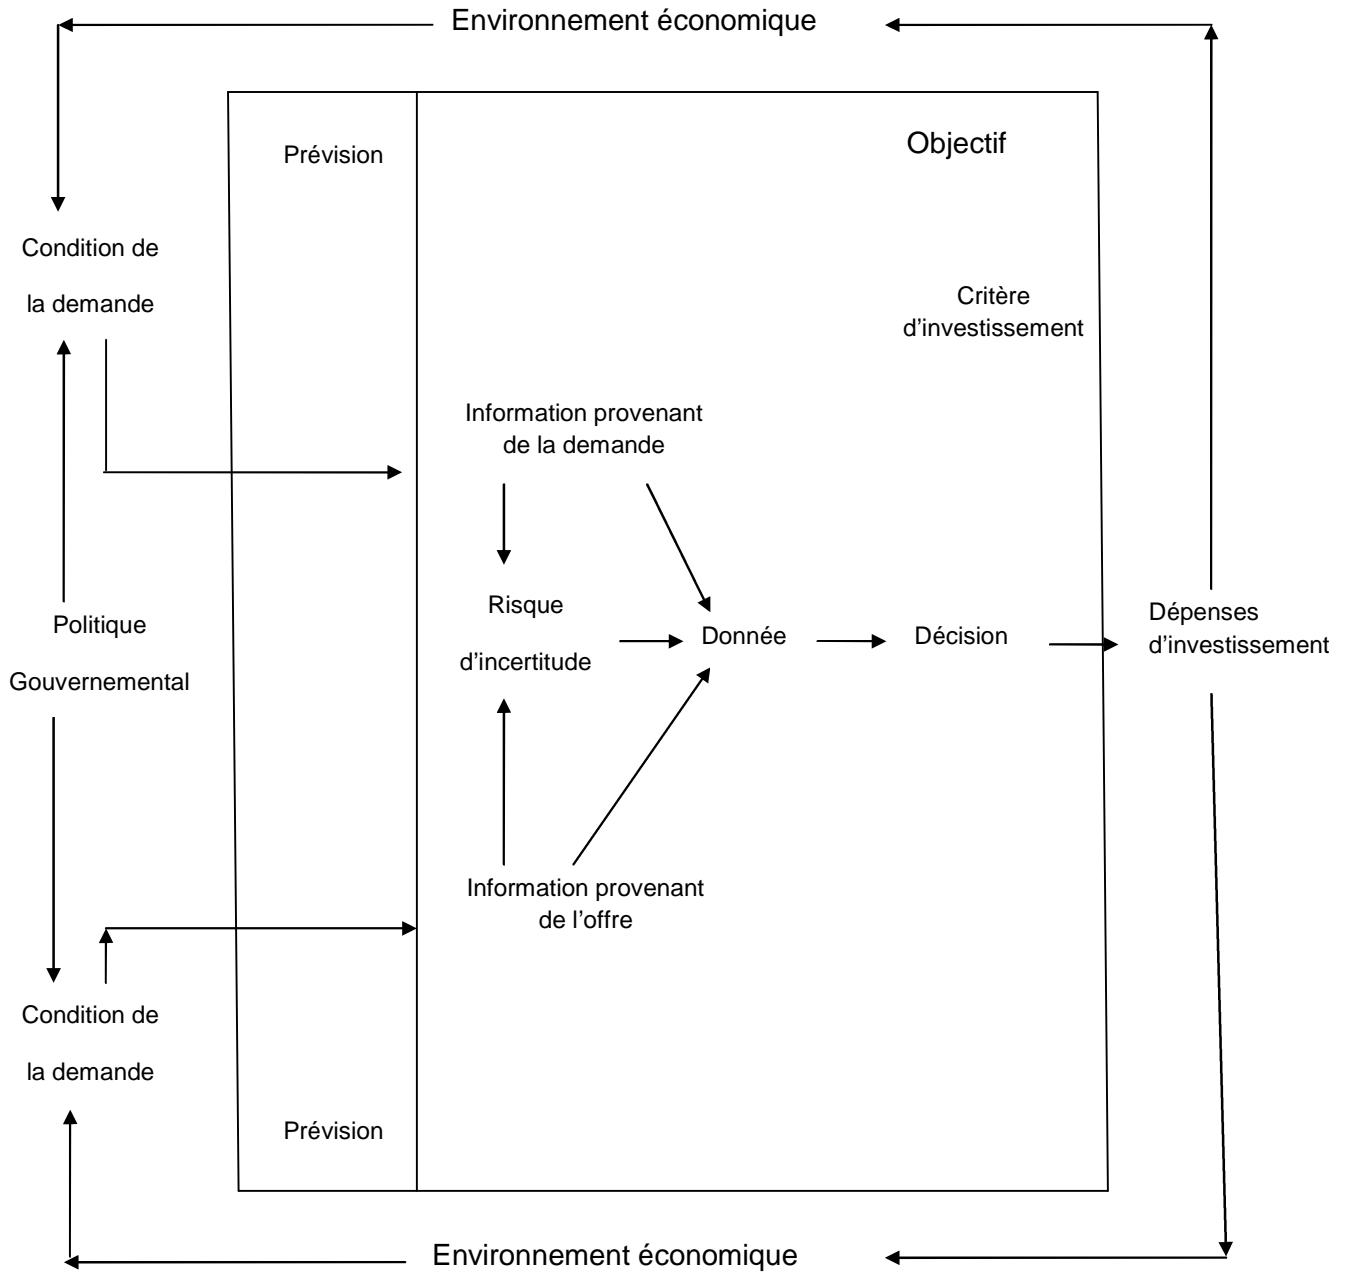 Environnement économique
Prévision
Objectif
Condition de
la demande
Critère
d’investissement
Information provenant
de la demande
Risque
d’incertitude
Politique
Gouvernemental
Donnée
Décision
Dépenses
d’investissement
Information provenant
de l’offre
Condition de
la demande
Prévision
Environnement économique